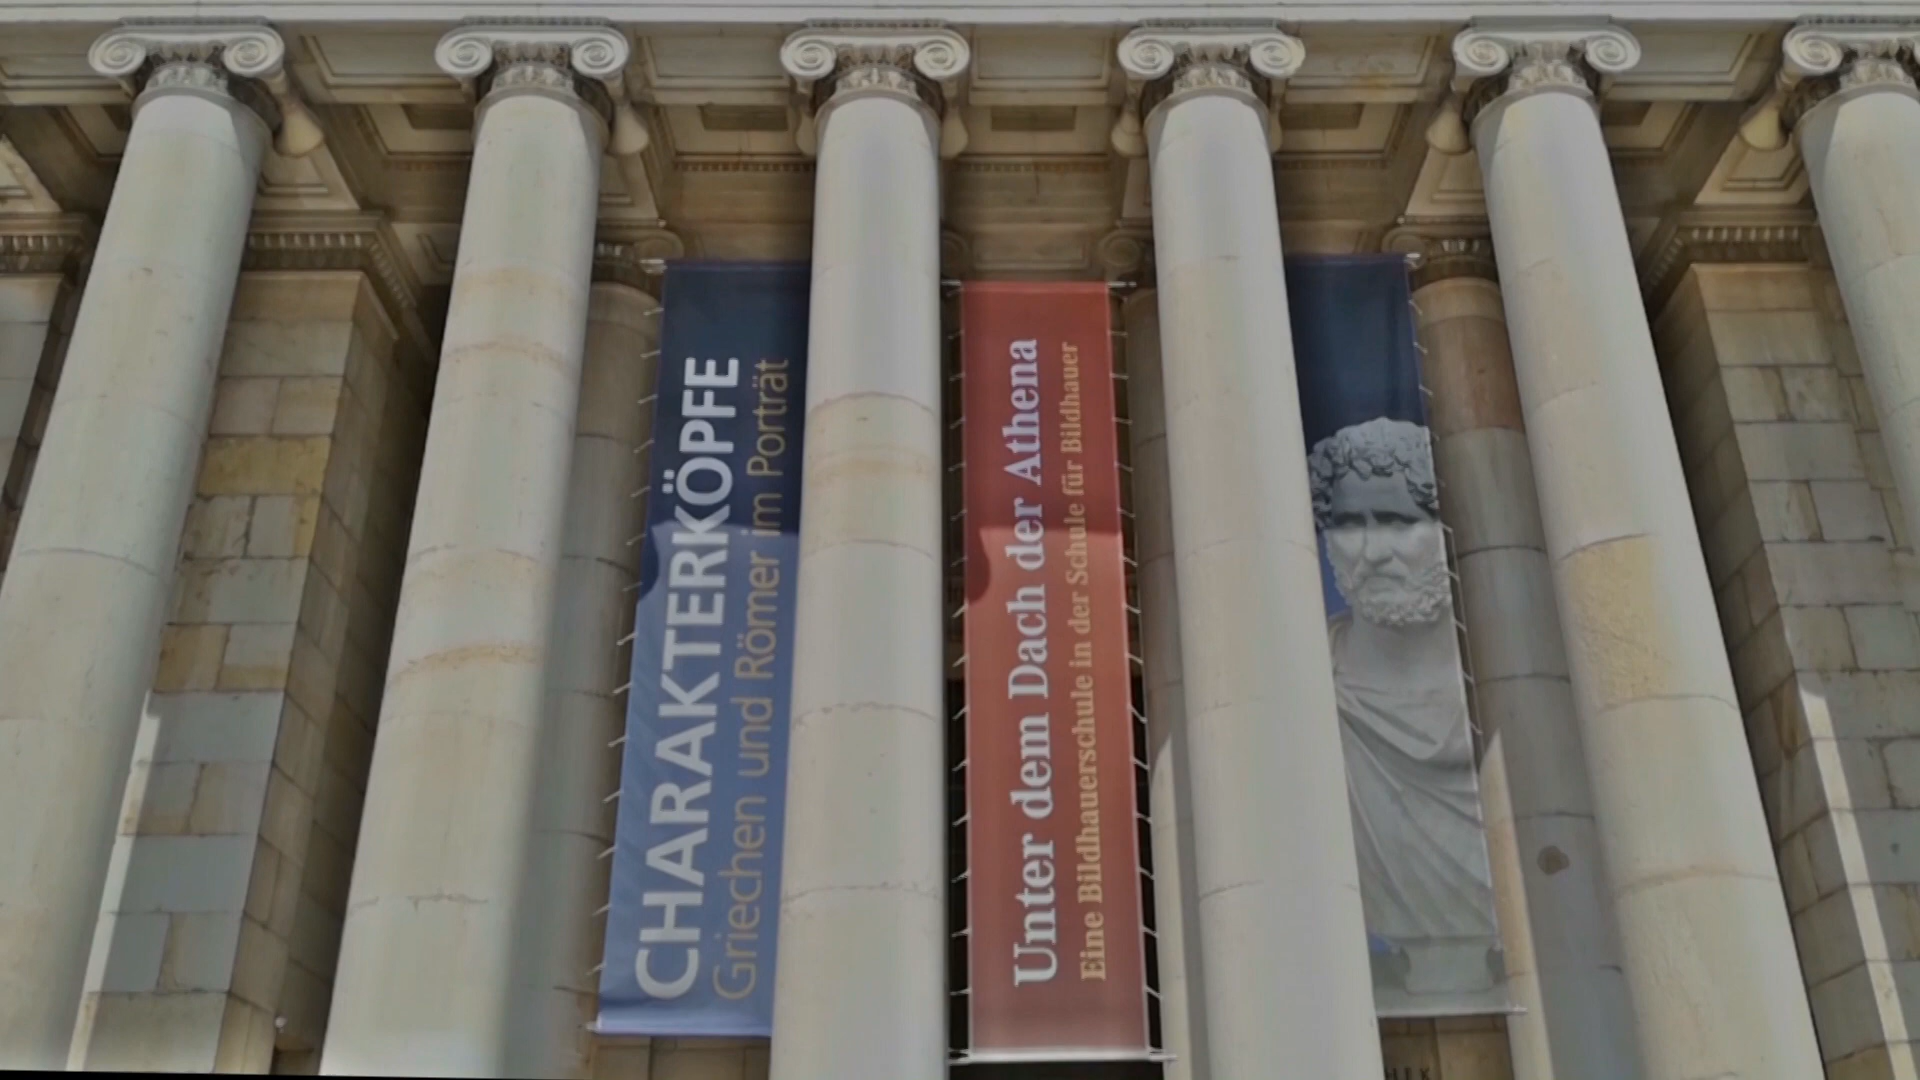 CHARAKTERKÖPFE
Griechen und Römer im Porträt
Unter dem Dach der Athena
Eine Bildhauerschule in der Schule für Bildhauer